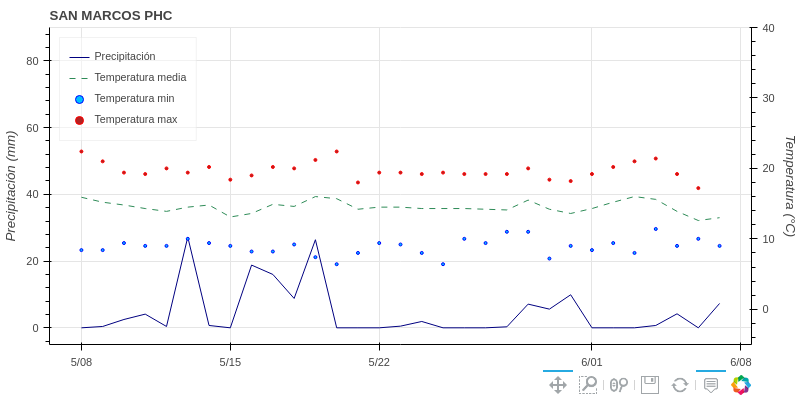 SAN MARCOS PHC
Precipitación
Temperatura media
Temperatura min
Temperatura max
Precipitación (mm)
80
60
40
20
0
40
30
20
10
0
Temperatura (°C)
5/08
5/15
5/22
6/01
6/08